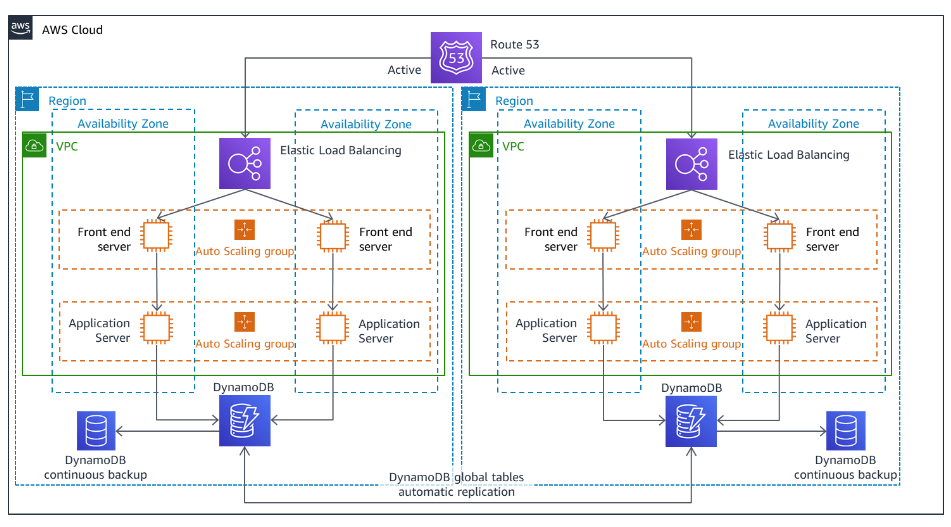 aws
AWS Cloud
Route 53
53
Active
Active
Region
Region
Availability Zone
Availability Zone
Availability Zone
Availability Zone
VPC
Elastic Load Balancing
VPC
Elastic Load Balancing
Front end
server
Auto Scaling group
Front end
server
Front end
server
Auto Scaling group
Front end
server
Application
Server
Auto Scaling group
Application
Server
Application
Server
Auto Scaling group
Application
Server
DynamoDB
DynamoDB
DynamoDB
continuous backup
DynamoDB
continuous backup
DynamoDB global tables
automatic replication